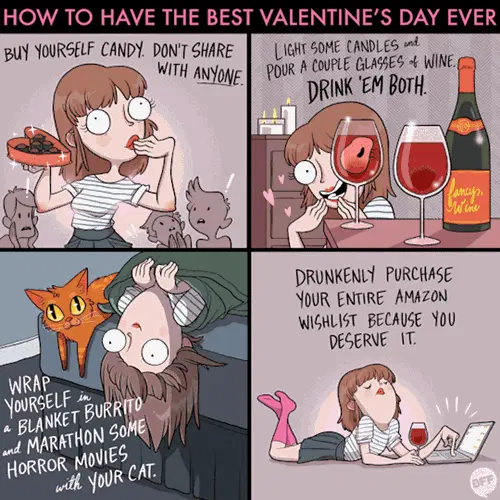 HOW TO HAVE THE BEST VALENTINE'S DAY EVER
BUY YOURSELF CANDY. DON'T SHARE
WITH ANYONE.
LIGHT SOME CANDLES and
POUR A COUPLE GLASSES of WINE.
DRINK 'EM BOTH.
fancy
Wine
WRAP
YOURSELF in
a BLANKET BURRITO
and MARATHON SOME
HORROR MOVIES
with YOUR CAT.
DRUNKENLY PURCHASE
YOUR ENTIRE AMAZON
WISHLIST BECAUSE YOU
DESERVE IT.
BFF